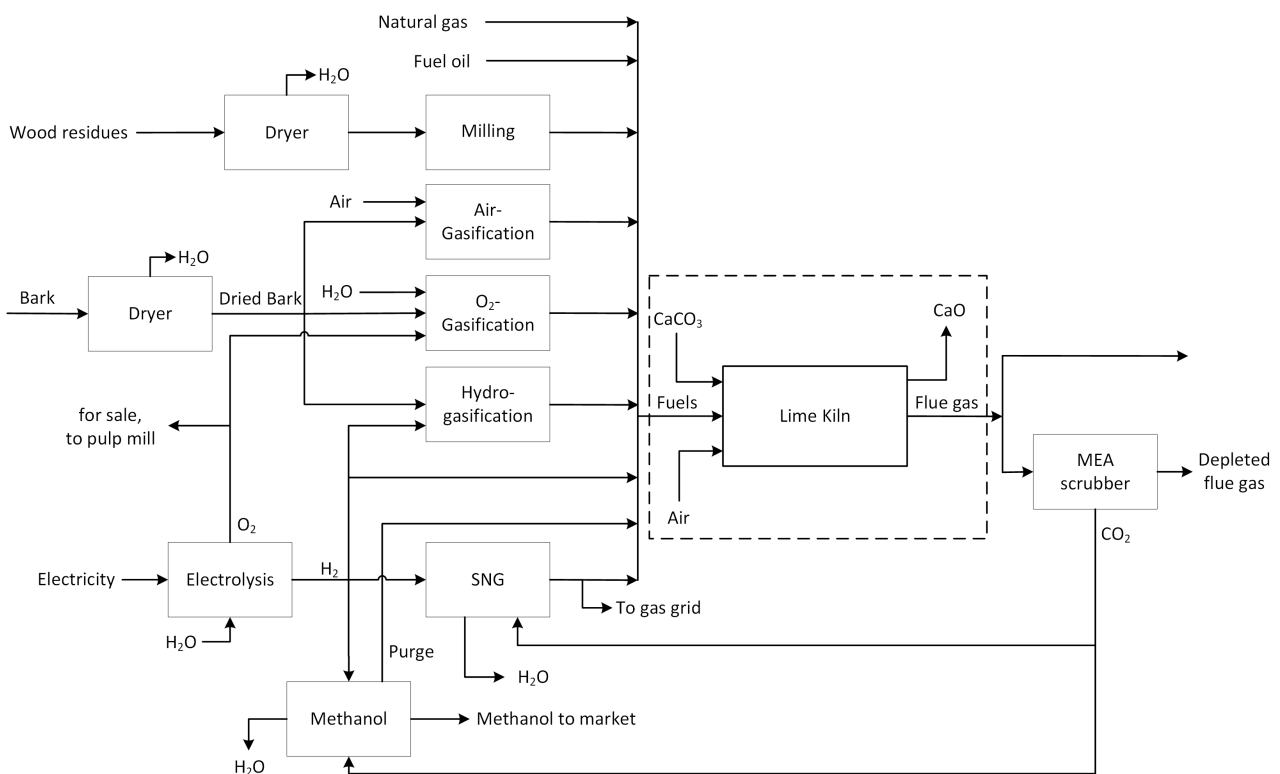 Natural gas
Fuel oil
H₂O
Wood residues
Dryer
Milling
Air
Air-
Gasification
H₂O
Bark
Dryer
Dried Bark
H₂O
O₂-
Gasification
CaCO₃
CaO
for sale,
to pulp mill
Hydro-
gasification
Fuels
Lime Kiln
Flue gas
MEA
scrubber
Depleted
flue gas
Air
O₂
CO₂
Electricity
Electrolysis
H₂
SNG
To gas grid
H₂O
Purge
H₂O
Methanol
Methanol to market
H₂O